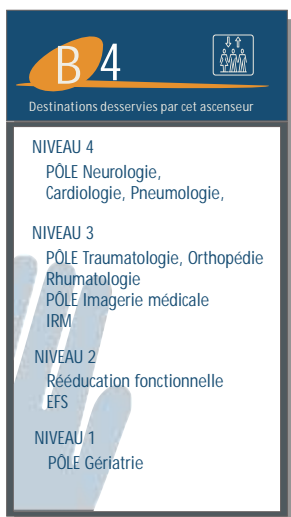 B 4
Destinations desservies par cet ascenseur
NIVEAU 4
PÔLE Neurologie,
Cardiologie, Pneumologie,
NIVEAU 3
PÔLE Traumatologie, Orthopédie
Rhumatologie
PÔLE Imagerie médicale
IRM
NIVEAU 2
Rééducation fonctionnelle
EFS
NIVEAU 1
PÔLE Gériatrie